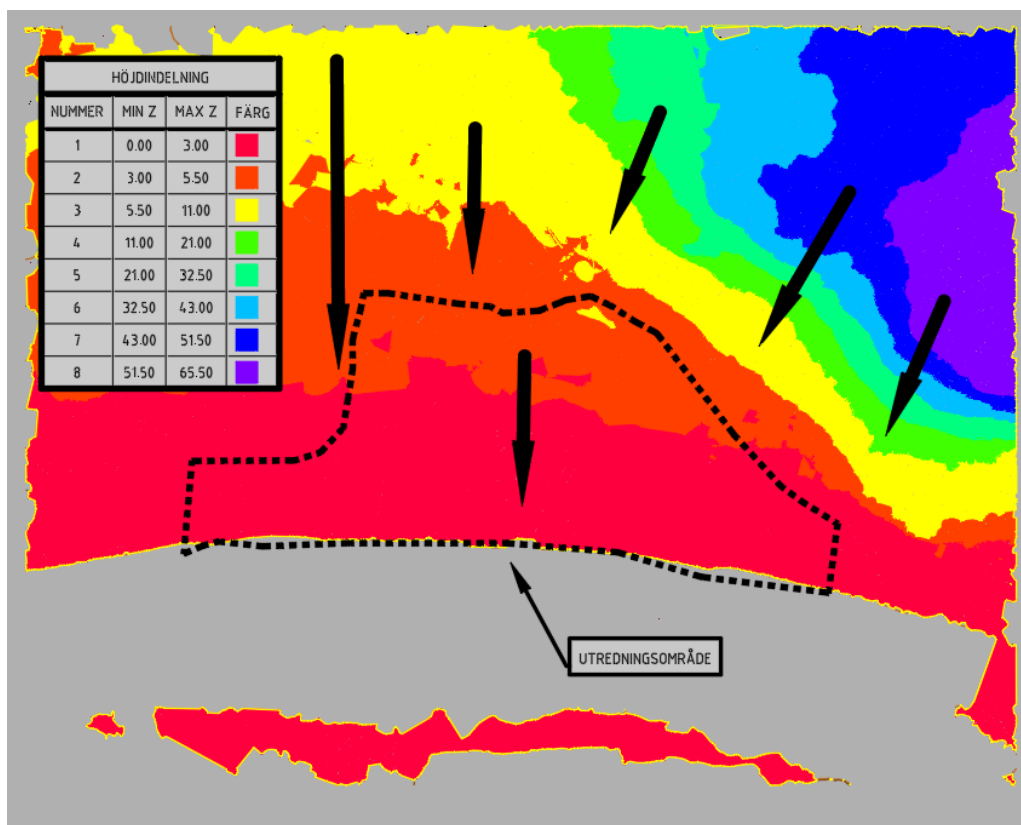 HÖJDINDELNING
NUMMER MIN Z MAX Z FÄRG
1 0.00 3.00
2 3.00 5.50
3 5.50 11.00
4 11.00 21.00
5 21.00 32.50
6 32.50 43.00
7 43.00 51.50
8 51.50 65.50
UTREDNINGSOMRÅDE